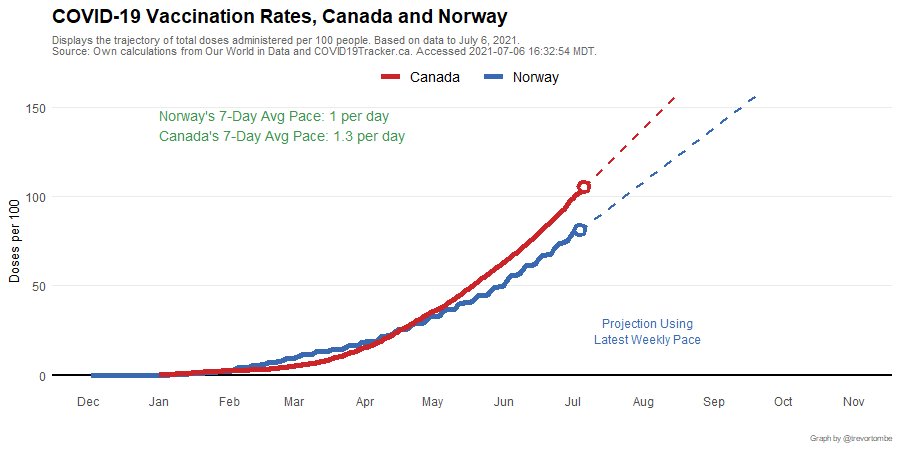 COVID-19 Vaccination Rates, Canada and Norway
Displays the trajectory of total doses administered per 100 people. Based on data to July 6, 2021.
Source: Own calculations from Our World in Data and COVID19Tracker.ca. Accessed 2021-07-06 16:32:54 MDT.
Canada Norway
Norway's 7-Day Avg Pace: 1 per day
Canada's 7-Day Avg Pace: 1.3 per day
Doses per 100
150
100
50
0
Projection Using
Latest Weekly Pace
Dec Jan Feb Mar Apr May Jun Jul Aug Sep Oct Nov
Graph by @trevortombe